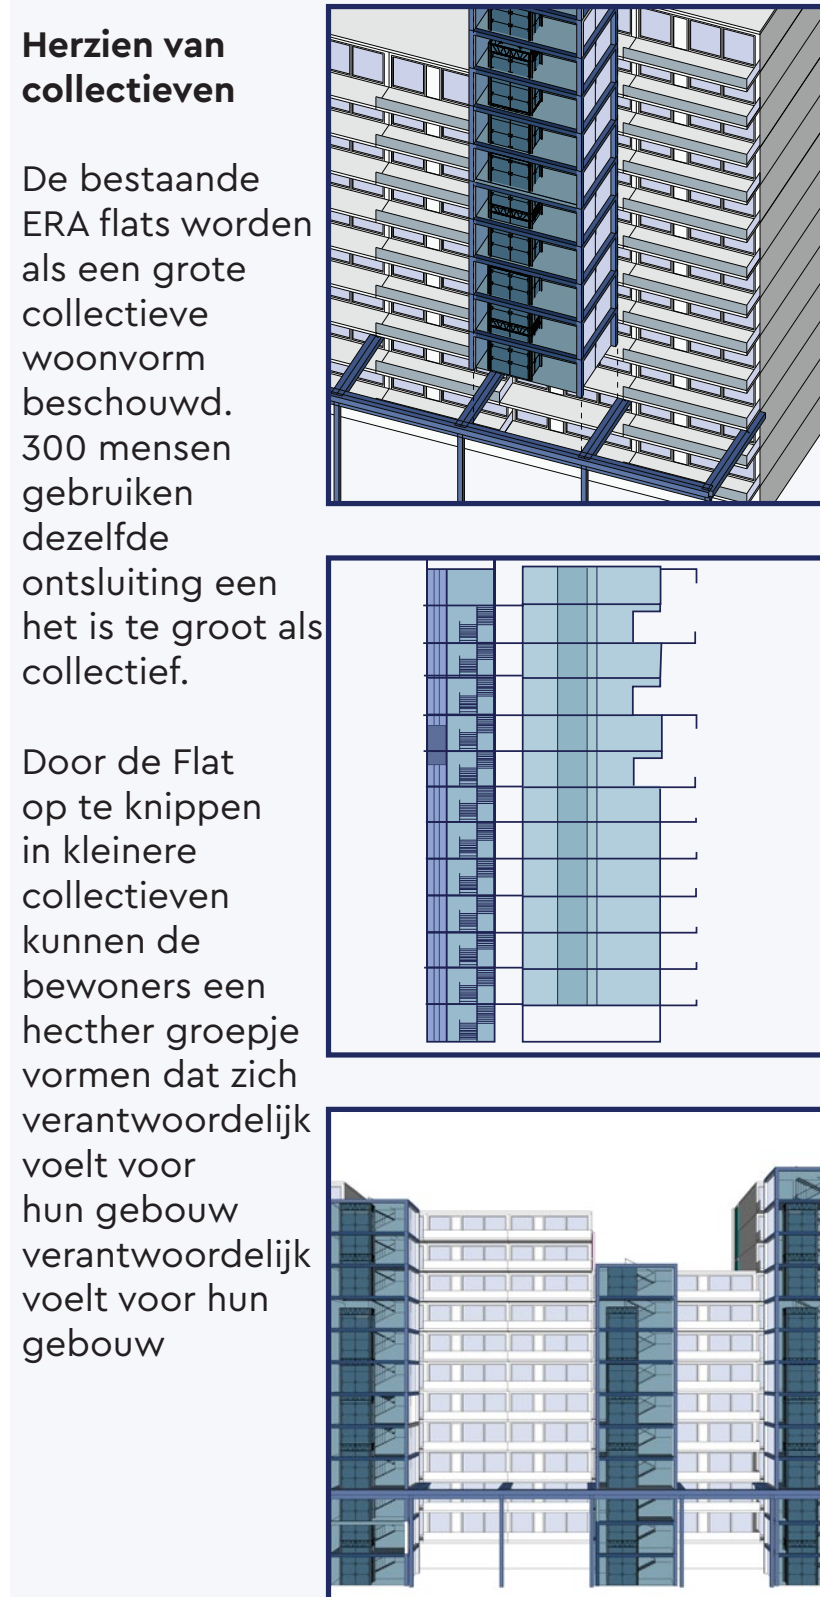 Herzien van
collectieven
De bestaande
ERA flats worden
als een grote
collectieve
woonvorm
beschouwd.
300 mensen
gebruiken
dezelfde
ontsluiting een
het is te groot als
collectief.
Door de Flat
op te knippen
in kleinere
collectieven
kunnen de
bewoners een
hecther groepje
vormen dat zich
verantwoordelijk
voelt voor
hun gebouw
verantwoordelijk
voelt voor hun
gebouw